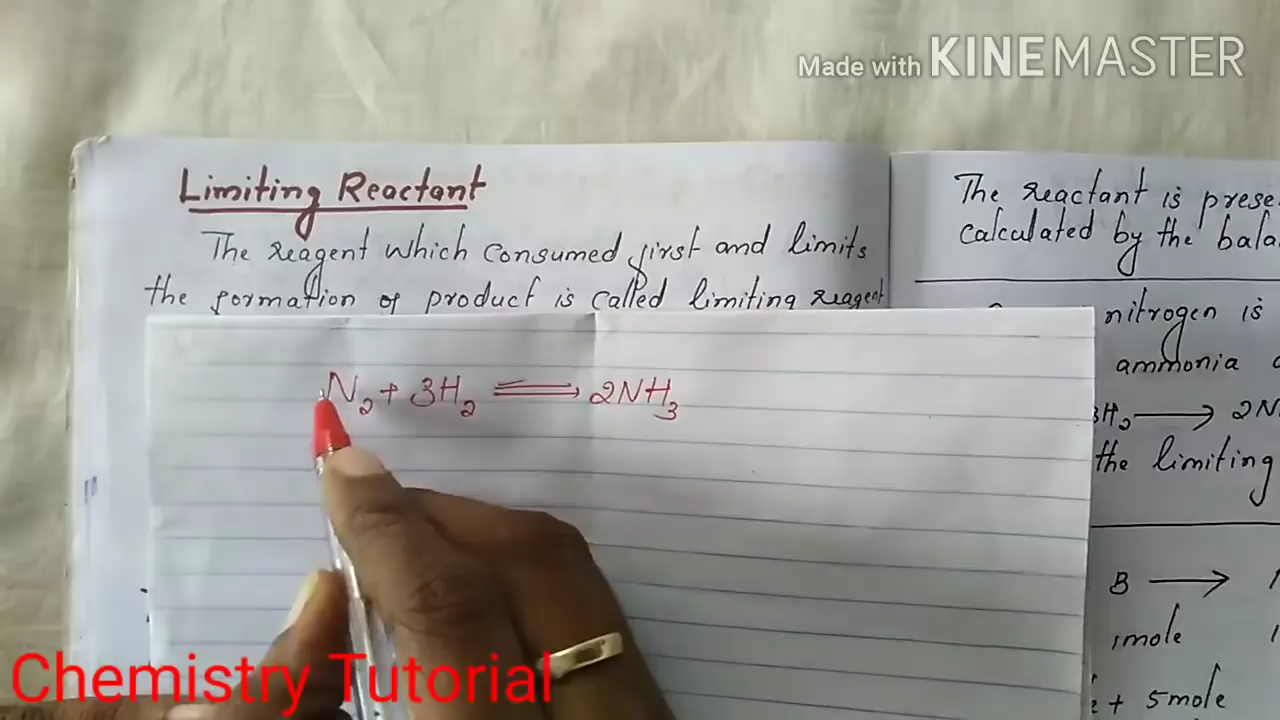 Made with KINEMASTER
Limiting Reactant
The reagent which consumed first and limits
the formation of product is called limiting reagent
N₂ + 3H₂ ⇌ 2NH₃
The reactant is prese
calculated by the bala
nitrogen is
ammonia
3H₂ ⟶ 2N
the limiting
B ⟶
1mole
+ 5mole
Chemistry Tutorial